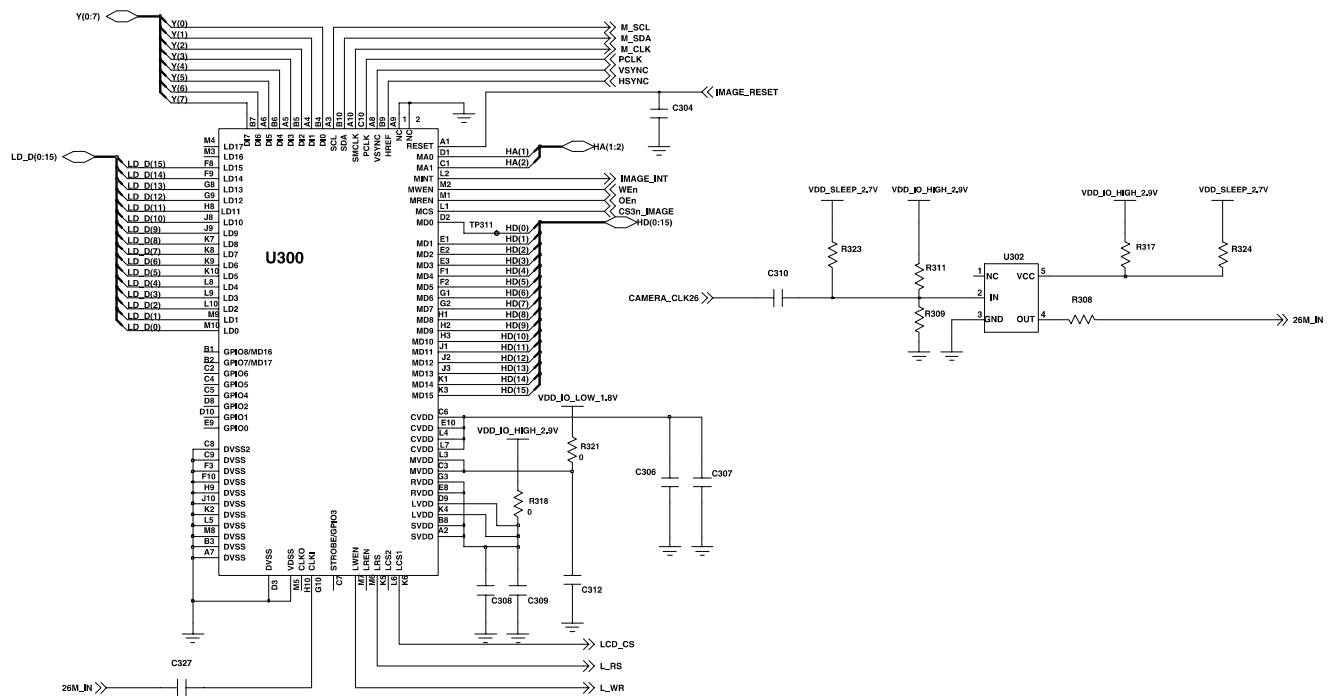 Y(0:7)
Y(0)
Y(1)
Y(2)
Y(3)
Y(4)
Y(5)
Y(6)
Y(7)
M_SCL
M_SDA
M_CLK
PCLK
VSYNC
HSYNC
IMAGE_RESET
C304
B7 A6 B6 A5 B5 A4 B4 A3 B10 A10 C10 A8 B9 A9 1 2
DI7 DI6 DI5 DI4 DI3 DI2 DI1 DI0 SCL SDA SMCLK PCLK VSYNC HREF NC NC
LD_D(0:15)
M4 LD17
M3 LD16
LD_D(15) F8 LD15
LD_D(14) F9 LD14
LD_D(13) G8 LD13
LD_D(12) G9 LD12
LD_D(11) H8 LD11
LD_D(10) J8 LD10
LD_D(9) J9 LD9
LD_D(8) K7 LD8
LD_D(7) K8 LD7
LD_D(6) K9 LD6
LD_D(5) K10 LD5
LD_D(4) L8 LD4
LD_D(3) L9 LD3
LD_D(2) L10 LD2
LD_D(1) M9 LD1
LD_D(0) M10 LD0
B1 GPIO8/MD16
B2 GPIO7/MD17
C2 GPIO6
C4 GPIO5
C5 GPIO4
D8 GPIO2
D10 GPIO1
E9 GPIO0
C8 DVSS2
C9 DVSS
F3 DVSS
F10 DVSS
H9 DVSS
J10 DVSS
K2 DVSS
L5 DVSS
M8 DVSS
B3 DVSS
A7 DVSS
U300
RESET A1
MA0 D1 HA(1)
MA1 C1 HA(2)
HA(1:2)
MINT L2 IMAGE_INT
MWEN M2 WEn
MREN M1 OEn
MCS L1 CS3n_IMAGE
MD0 D2 TP311 HD(0)
HD(0:15)
MD1 E1 HD(1)
MD2 E2 HD(2)
MD3 E3 HD(3)
MD4 F1 HD(4)
MD5 F2 HD(5)
MD6 G1 HD(6)
MD7 G2 HD(7)
MD8 H1 HD(8)
MD9 H2 HD(9)
MD10 H3 HD(10)
MD11 J1 HD(11)
MD12 J2 HD(12)
MD13 J3 HD(13)
MD14 K1 HD(14)
MD15 K3 HD(15)
CVDD C6
CVDD E10
CVDD L4
CVDD L7
MVDD L3
MVDD C3
RVDD G3
RVDD E8
LVDD D9
LVDD K4
SVDD B8
SVDD A2
VDD_IO_LOW_1.8V
VDD_IO_HIGH_2.9V
R321
0
R318
0
C306
C307
C308
C309
C312
DVSS VDSS CLKO CLKI STROBE/GPIO3 LWEN LREN LRS LCS2 LCS1
D3 M5 H10 G10 C7 M7 M6 K5 L6 K6
LCD_CS
L_RS
L_WR
C327
26M_IN
VDD_SLEEP_2.7V
VDD_IO_HIGH_2.9V
VDD_IO_HIGH_2.9V
VDD_SLEEP_2.7V
R323
R311
R317
R324
C310
CAMERA_CLK26
R309
U302
1 NC VCC 5
2 IN
3 GND OUT 4
R308
26M_IN